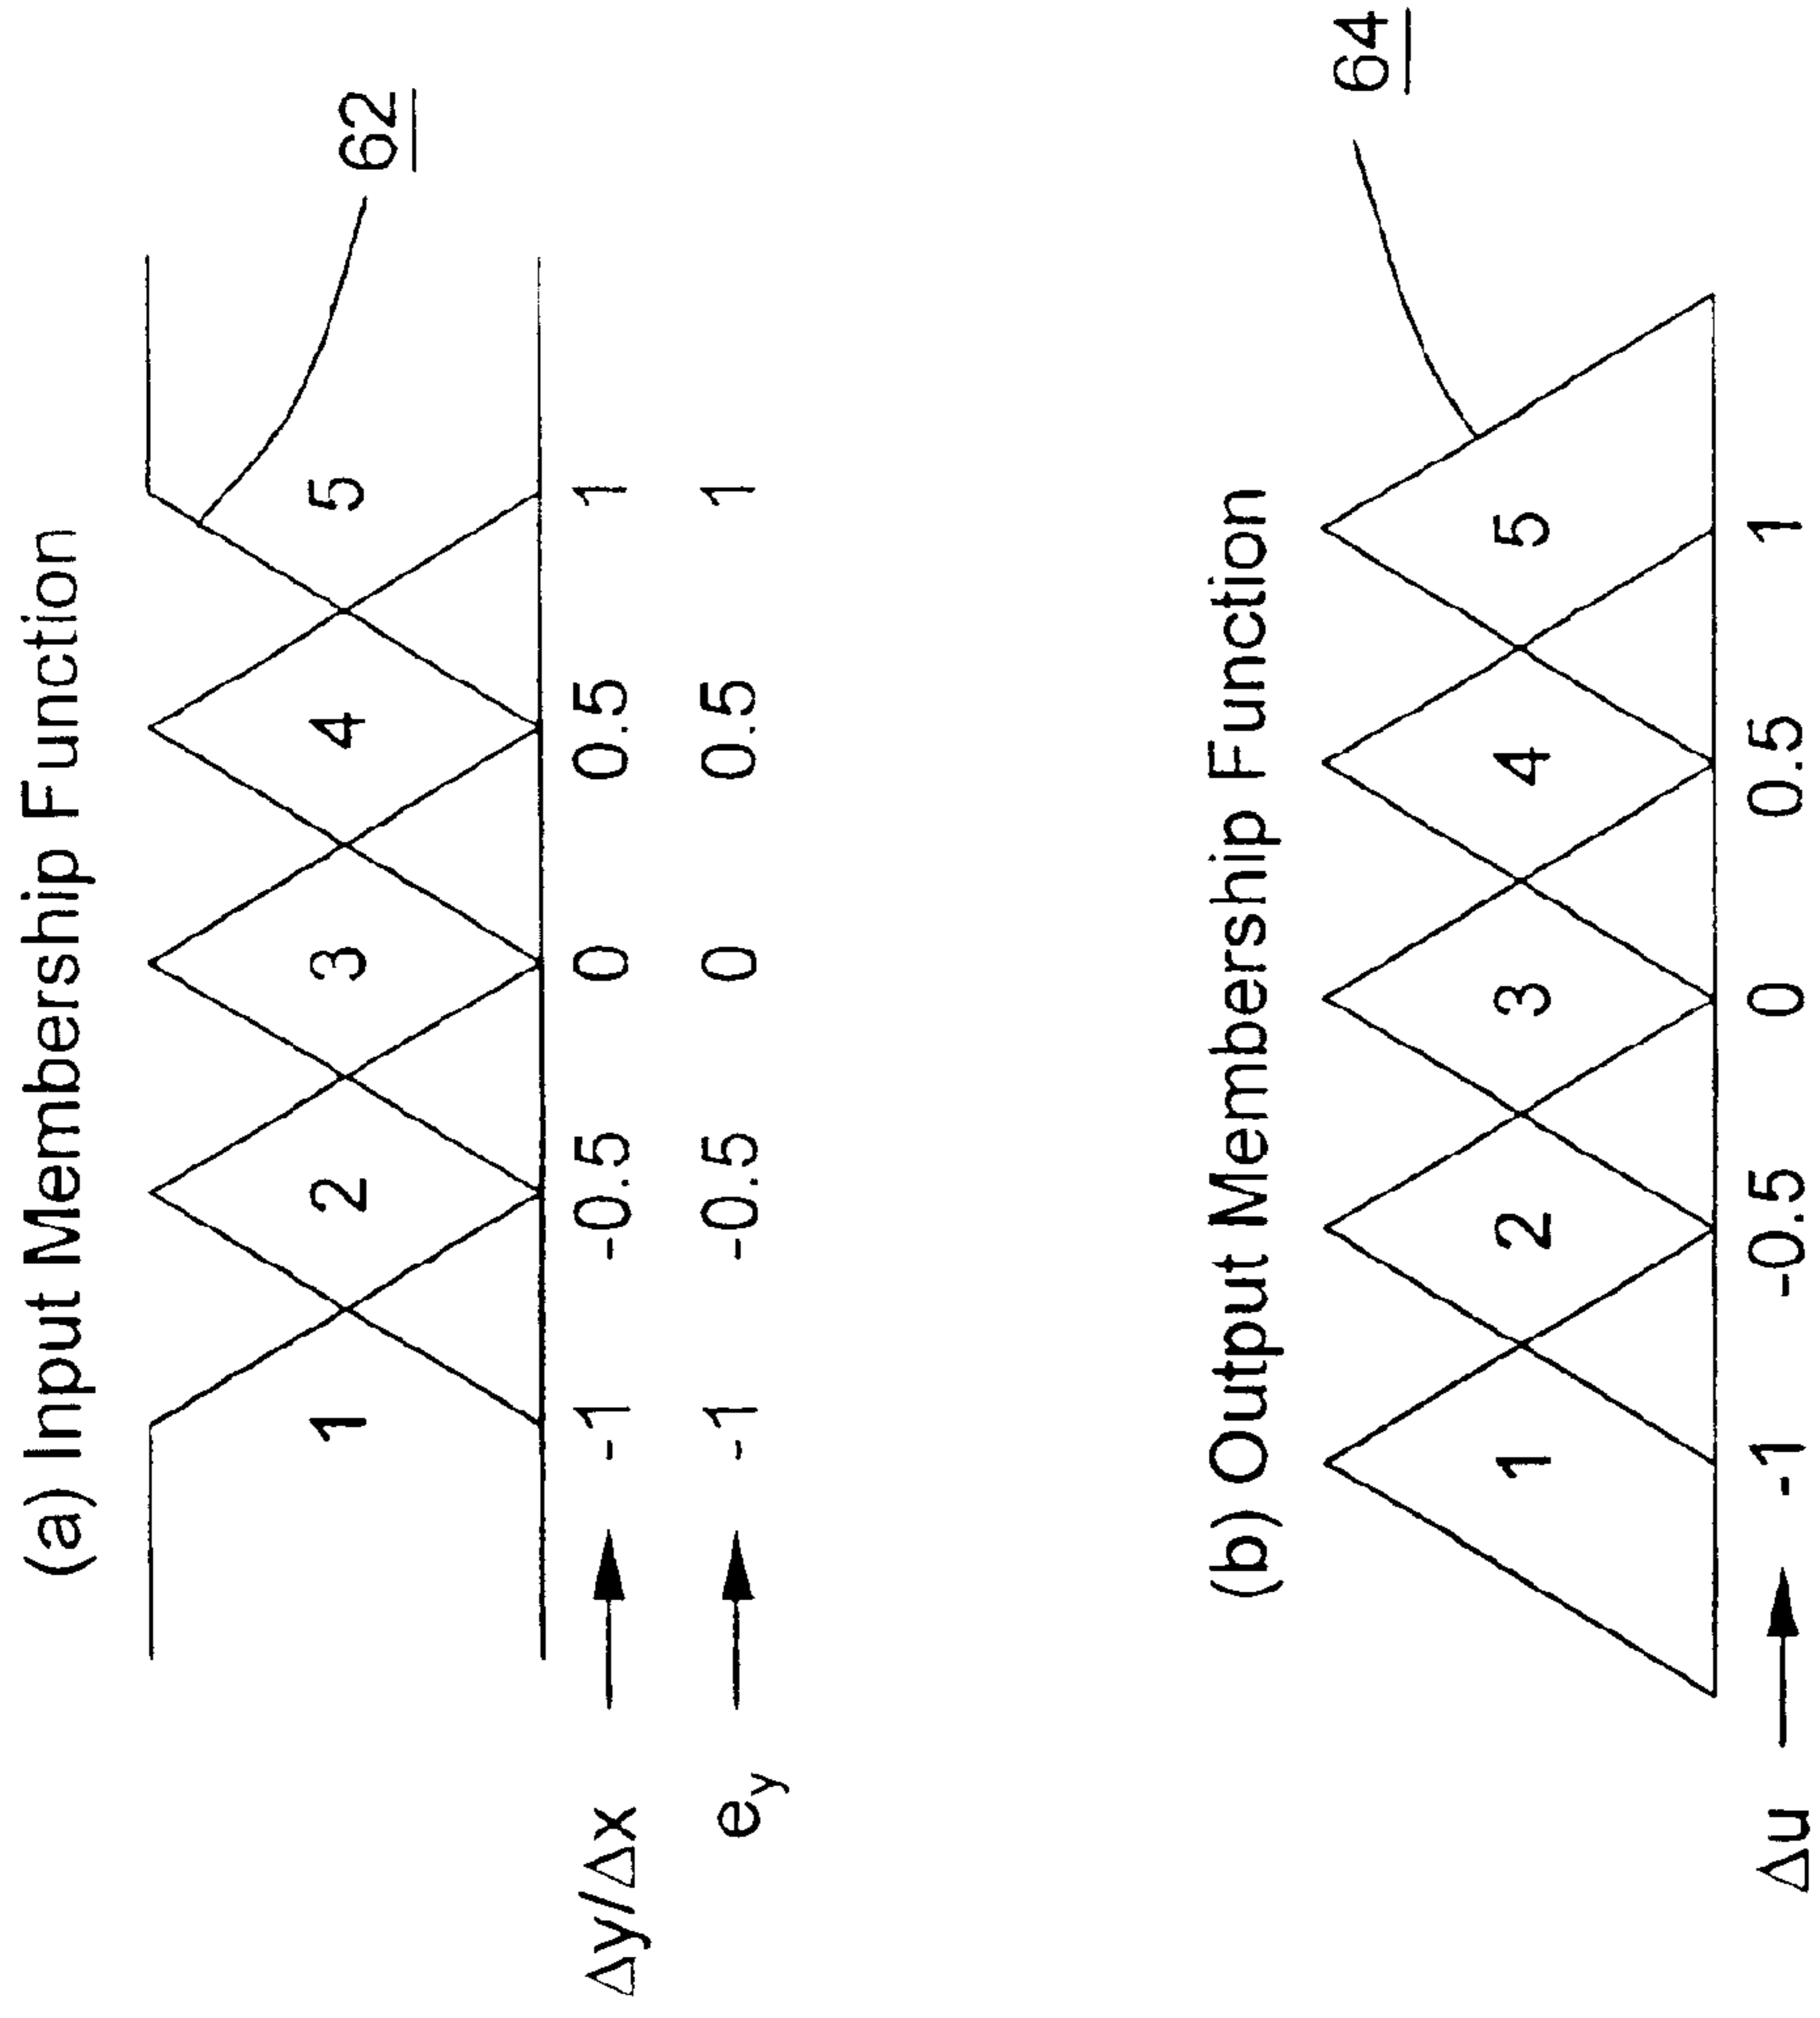 (a) Input Membership Function
62
1 2 3 4 5
Δy/Δx -1 -0.5 0 0.5 1
e_y -1 -0.5 0 0.5 1
(b) Output Membership Function
64
1 2 3 4 5
Δu -1 -0.5 0 0.5 1